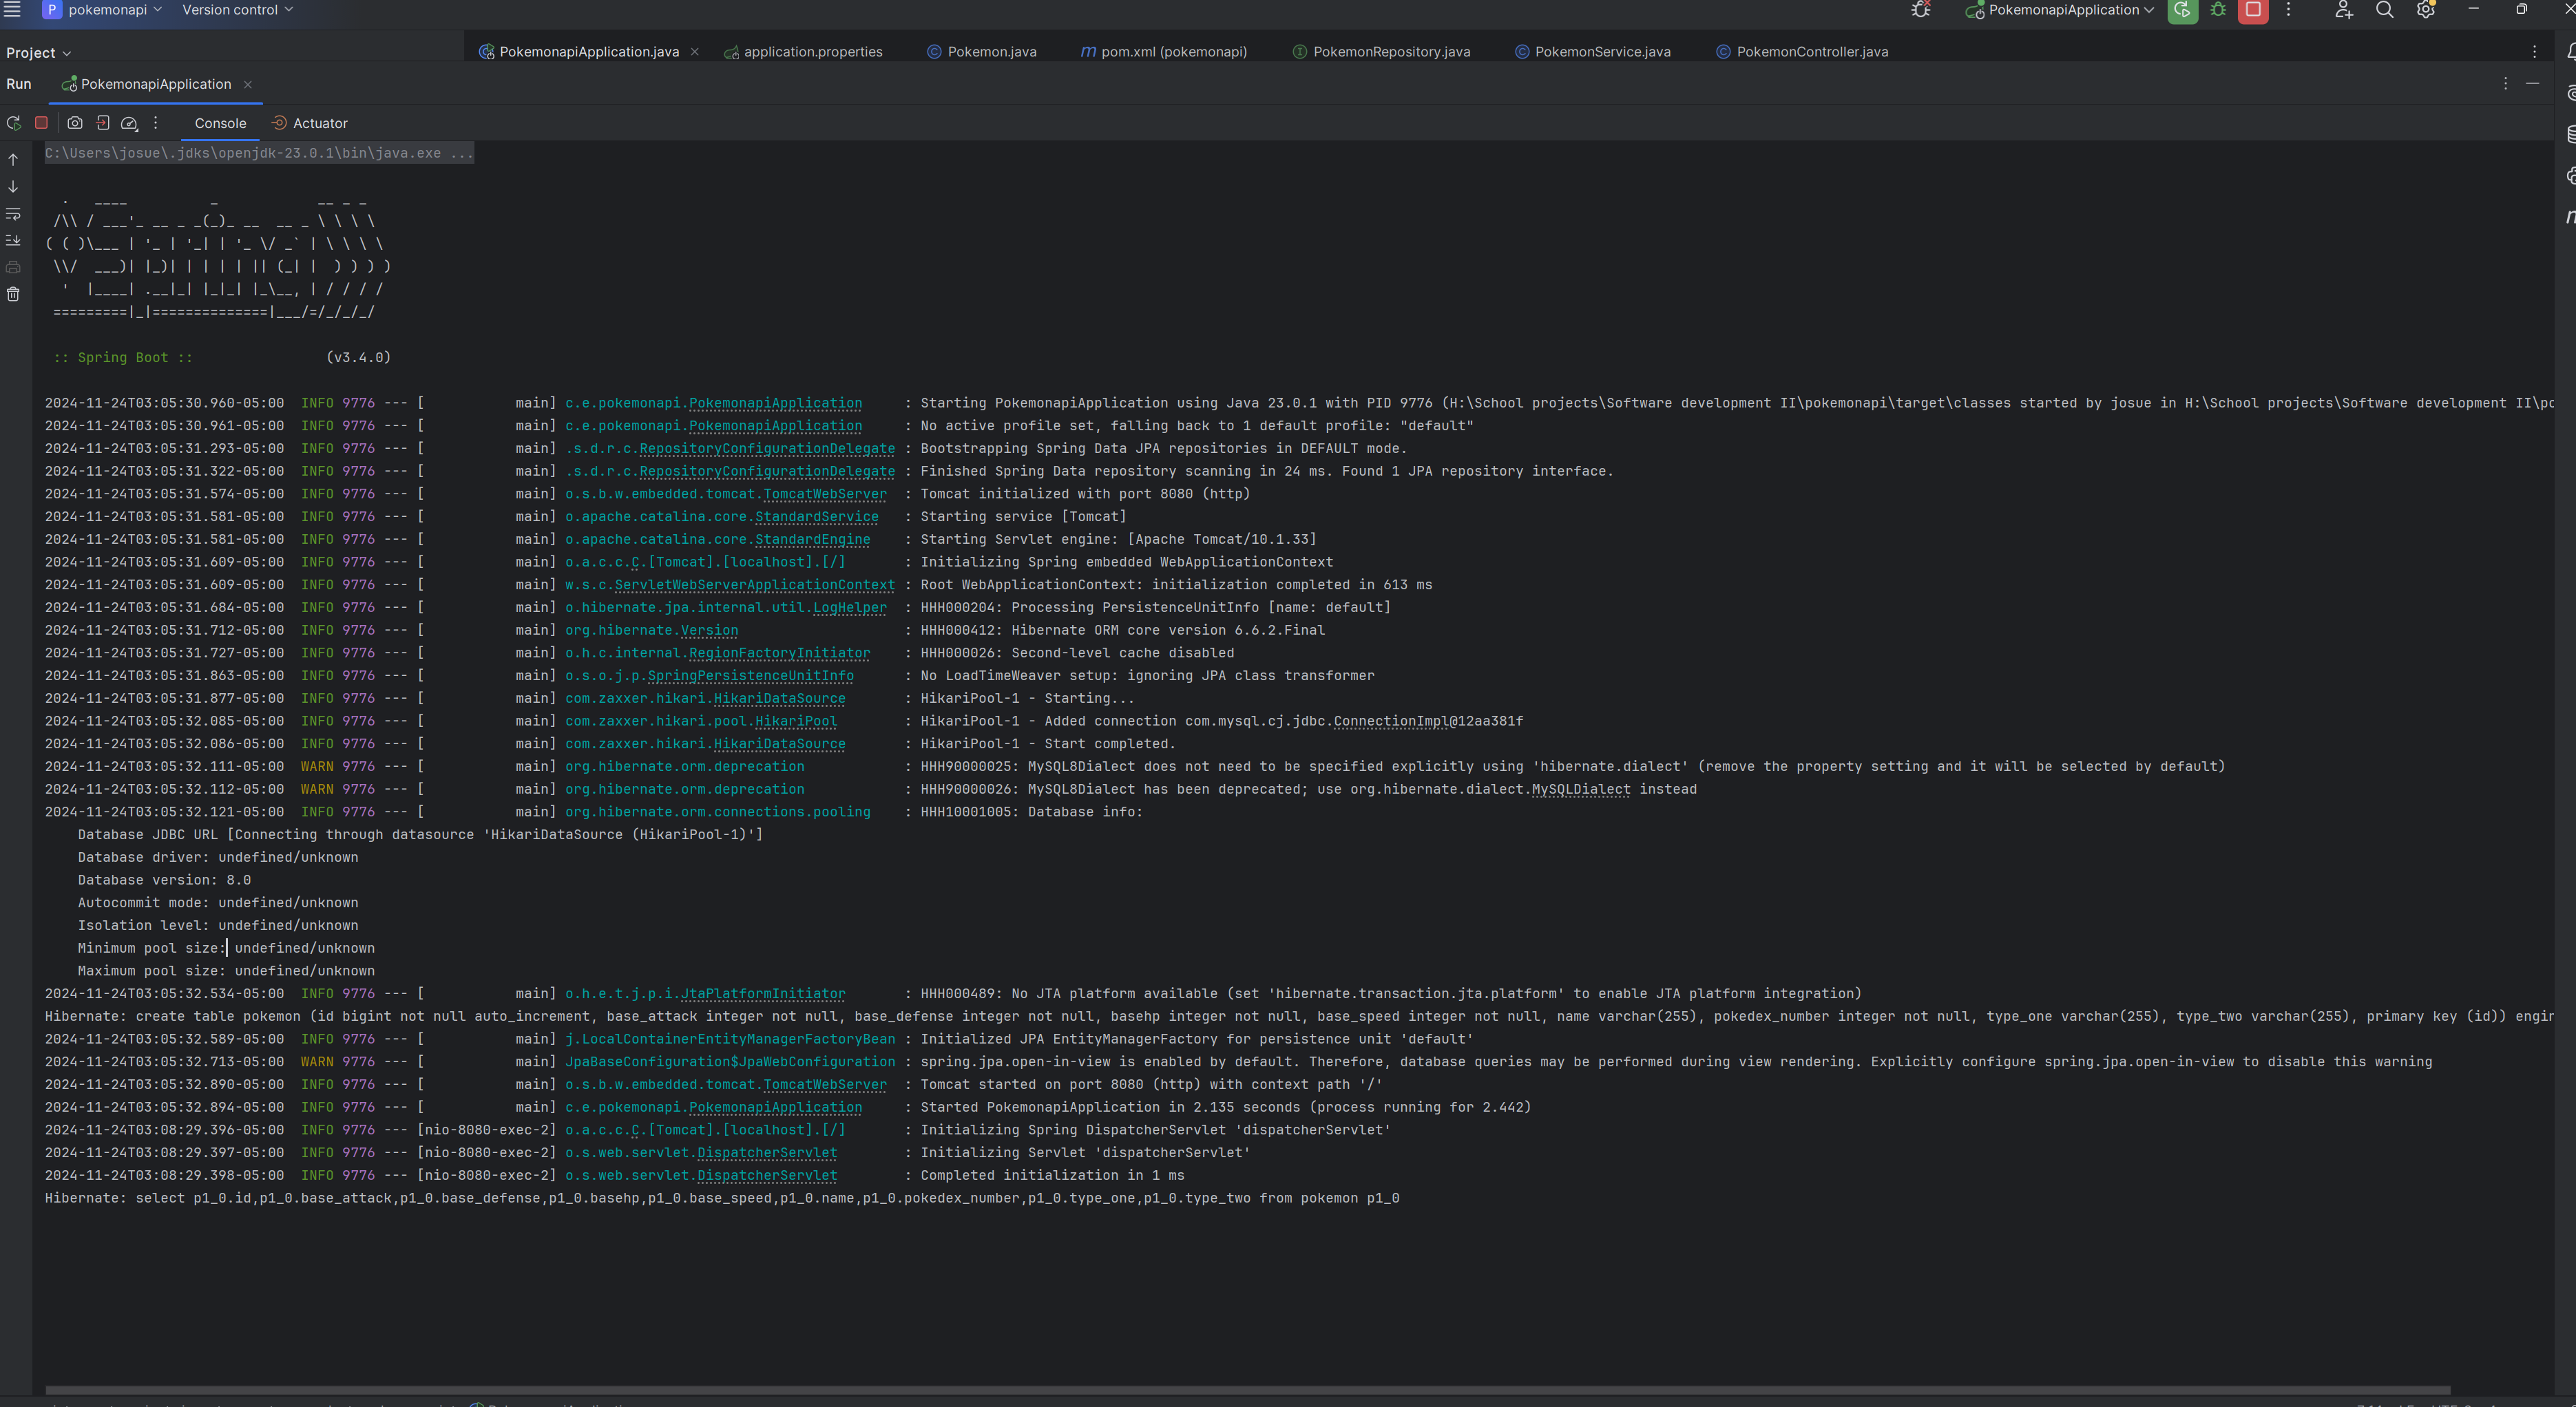 P pokemonapi Version control PokemonapiApplication
Project PokemonapiApplication.java application.properties Pokemon.java pom.xml (pokemonapi) PokemonRepository.java PokemonService.java PokemonController.java
Run PokemonapiApplication
Console Actuator
C:\Users\josue\.jdks\openjdk-23.0.1\bin\java.exe ...
  .   ____          _            __ _ _
 /\\ / ___'_ __ _ _(_)_ __  __ _ \ \ \ \
( ( )\___ | '_ | '_| | '_ \/ _` | \ \ \ \
 \\/  ___)| |_)| | | | | || (_| |  ) ) ) )
  '  |____| .__|_| |_|_| |_\__, | / / / /
 =========|_|==============|___/=/_/_/_/
 :: Spring Boot ::                (v3.4.0)
2024-11-24T03:05:30.960-05:00  INFO 9776 --- [           main] c.e.pokemonapi.PokemonapiApplication     : Starting PokemonapiApplication using Java 23.0.1 with PID 9776 (H:\School projects\Software development II\pokemonapi\target\classes started by josue in H:\School projects\Software development II\po
2024-11-24T03:05:30.961-05:00  INFO 9776 --- [           main] c.e.pokemonapi.PokemonapiApplication     : No active profile set, falling back to 1 default profile: "default"
2024-11-24T03:05:31.293-05:00  INFO 9776 --- [           main] .s.d.r.c.RepositoryConfigurationDelegate : Bootstrapping Spring Data JPA repositories in DEFAULT mode.
2024-11-24T03:05:31.322-05:00  INFO 9776 --- [           main] .s.d.r.c.RepositoryConfigurationDelegate : Finished Spring Data repository scanning in 24 ms. Found 1 JPA repository interface.
2024-11-24T03:05:31.574-05:00  INFO 9776 --- [           main] o.s.b.w.embedded.tomcat.TomcatWebServer  : Tomcat initialized with port 8080 (http)
2024-11-24T03:05:31.581-05:00  INFO 9776 --- [           main] o.apache.catalina.core.StandardService   : Starting service [Tomcat]
2024-11-24T03:05:31.581-05:00  INFO 9776 --- [           main] o.apache.catalina.core.StandardEngine    : Starting Servlet engine: [Apache Tomcat/10.1.33]
2024-11-24T03:05:31.609-05:00  INFO 9776 --- [           main] o.a.c.c.C.[Tomcat].[localhost].[/]       : Initializing Spring embedded WebApplicationContext
2024-11-24T03:05:31.609-05:00  INFO 9776 --- [           main] w.s.c.ServletWebServerApplicationContext : Root WebApplicationContext: initialization completed in 613 ms
2024-11-24T03:05:31.684-05:00  INFO 9776 --- [           main] o.hibernate.jpa.internal.util.LogHelper  : HHH000204: Processing PersistenceUnitInfo [name: default]
2024-11-24T03:05:31.712-05:00  INFO 9776 --- [           main] org.hibernate.Version                    : HHH000412: Hibernate ORM core version 6.6.2.Final
2024-11-24T03:05:31.727-05:00  INFO 9776 --- [           main] o.h.c.internal.RegionFactoryInitiator    : HHH000026: Second-level cache disabled
2024-11-24T03:05:31.863-05:00  INFO 9776 --- [           main] o.s.o.j.p.SpringPersistenceUnitInfo      : No LoadTimeWeaver setup: ignoring JPA class transformer
2024-11-24T03:05:31.877-05:00  INFO 9776 --- [           main] com.zaxxer.hikari.HikariDataSource       : HikariPool-1 - Starting...
2024-11-24T03:05:32.085-05:00  INFO 9776 --- [           main] com.zaxxer.hikari.pool.HikariPool        : HikariPool-1 - Added connection com.mysql.cj.jdbc.ConnectionImpl@12aa381f
2024-11-24T03:05:32.086-05:00  INFO 9776 --- [           main] com.zaxxer.hikari.HikariDataSource       : HikariPool-1 - Start completed.
2024-11-24T03:05:32.111-05:00  WARN 9776 --- [           main] org.hibernate.orm.deprecation            : HHH90000025: MySQL8Dialect does not need to be specified explicitly using 'hibernate.dialect' (remove the property setting and it will be selected by default)
2024-11-24T03:05:32.112-05:00  WARN 9776 --- [           main] org.hibernate.orm.deprecation            : HHH90000026: MySQL8Dialect has been deprecated; use org.hibernate.dialect.MySQLDialect instead
2024-11-24T03:05:32.121-05:00  INFO 9776 --- [           main] org.hibernate.orm.connections.pooling    : HHH10001005: Database info:
    Database JDBC URL [Connecting through datasource 'HikariDataSource (HikariPool-1)']
    Database driver: undefined/unknown
    Database version: 8.0
    Autocommit mode: undefined/unknown
    Isolation level: undefined/unknown
    Minimum pool size: undefined/unknown
    Maximum pool size: undefined/unknown
2024-11-24T03:05:32.534-05:00  INFO 9776 --- [           main] o.h.e.t.j.p.i.JtaPlatformInitiator       : HHH000489: No JTA platform available (set 'hibernate.transaction.jta.platform' to enable JTA platform integration)
Hibernate: create table pokemon (id bigint not null auto_increment, base_attack integer not null, base_defense integer not null, basehp integer not null, base_speed integer not null, name varchar(255), pokedex_number integer not null, type_one varchar(255), type_two varchar(255), primary key (id)) engin
2024-11-24T03:05:32.589-05:00  INFO 9776 --- [           main] j.LocalContainerEntityManagerFactoryBean : Initialized JPA EntityManagerFactory for persistence unit 'default'
2024-11-24T03:05:32.713-05:00  WARN 9776 --- [           main] JpaBaseConfiguration$JpaWebConfiguration : spring.jpa.open-in-view is enabled by default. Therefore, database queries may be performed during view rendering. Explicitly configure spring.jpa.open-in-view to disable this warning
2024-11-24T03:05:32.890-05:00  INFO 9776 --- [           main] o.s.b.w.embedded.tomcat.TomcatWebServer  : Tomcat started on port 8080 (http) with context path '/'
2024-11-24T03:05:32.894-05:00  INFO 9776 --- [           main] c.e.pokemonapi.PokemonapiApplication     : Started PokemonapiApplication in 2.135 seconds (process running for 2.442)
2024-11-24T03:08:29.396-05:00  INFO 9776 --- [nio-8080-exec-2] o.a.c.c.C.[Tomcat].[localhost].[/]       : Initializing Spring DispatcherServlet 'dispatcherServlet'
2024-11-24T03:08:29.397-05:00  INFO 9776 --- [nio-8080-exec-2] o.s.web.servlet.DispatcherServlet        : Initializing Servlet 'dispatcherServlet'
2024-11-24T03:08:29.398-05:00  INFO 9776 --- [nio-8080-exec-2] o.s.web.servlet.DispatcherServlet        : Completed initialization in 1 ms
Hibernate: select p1_0.id,p1_0.base_attack,p1_0.base_defense,p1_0.basehp,p1_0.base_speed,p1_0.name,p1_0.pokedex_number,p1_0.type_one,p1_0.type_two from pokemon p1_0